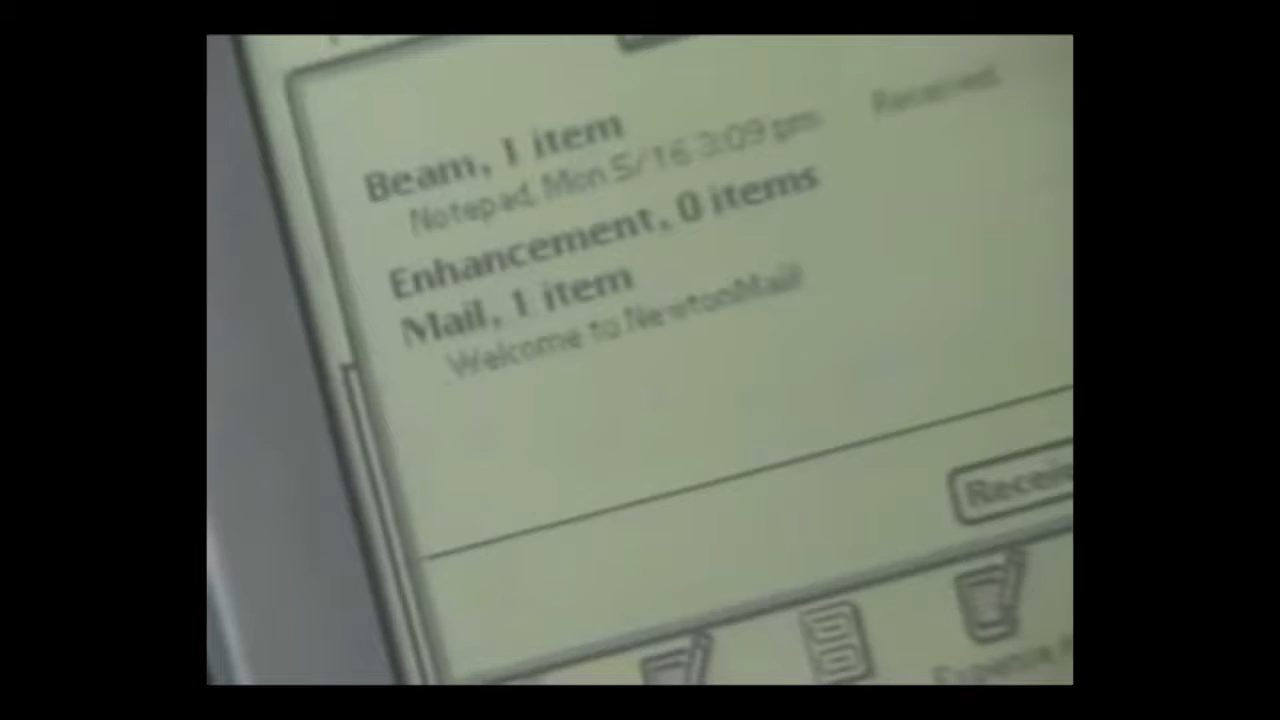 Received
Beam, 1 item
Notepad, Mon 5/16 3:09 pm
Enhancement, 0 items
Mail, 1 item
Welcome to NewtonMail